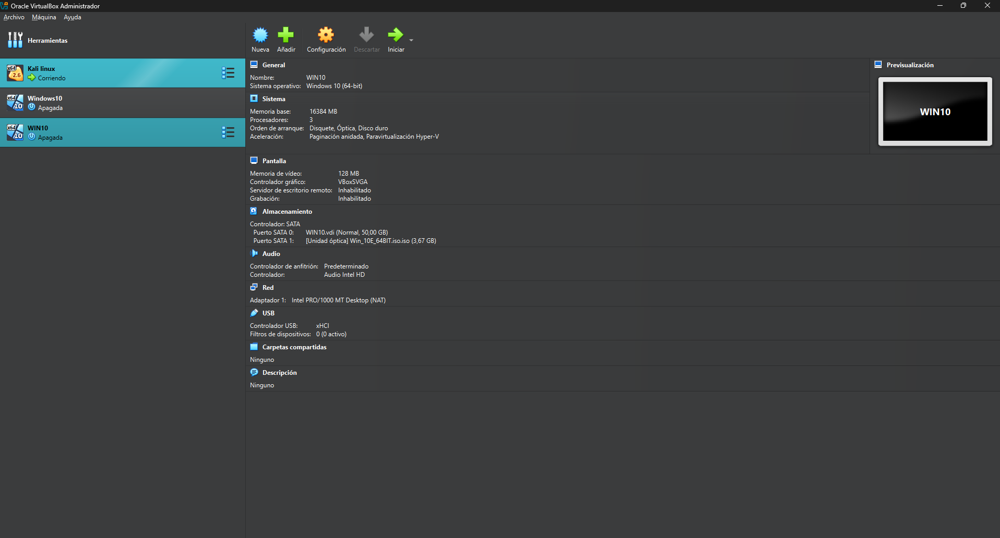 Oracle VirtualBox Administrador
Archivo Máquina Ayuda
Herramientas
Nueva Añadir Configuración Descartar Iniciar
x64
2.6
Kali linux
Corriendo
x64
10
Windows10
Apagada
x64
10
WIN10
Apagada
General
Nombre: WIN10
Sistema operativo: Windows 10 (64-bit)
Sistema
Memoria base: 16384 MB
Procesadores: 3
Orden de arranque: Disquete, Óptica, Disco duro
Aceleración: Paginación anidada, Paravirtualización Hyper-V
Previsualización
WIN10
Pantalla
Memoria de vídeo: 128 MB
Controlador gráfico: VBoxSVGA
Servidor de escritorio remoto: Inhabilitado
Grabación: Inhabilitado
Almacenamiento
Controlador: SATA
Puerto SATA 0: WIN10.vdi (Normal, 50,00 GB)
Puerto SATA 1: [Unidad óptica] Win_10E_64BIT.iso.iso (3,67 GB)
Audio
Controlador de anfitrión: Predeterminado
Controlador: Audio Intel HD
Red
Adaptador 1: Intel PRO/1000 MT Desktop (NAT)
USB
Controlador USB: xHCI
Filtros de dispositivos: 0 (0 activo)
Carpetas compartidas
Ninguno
Descripción
Ninguno